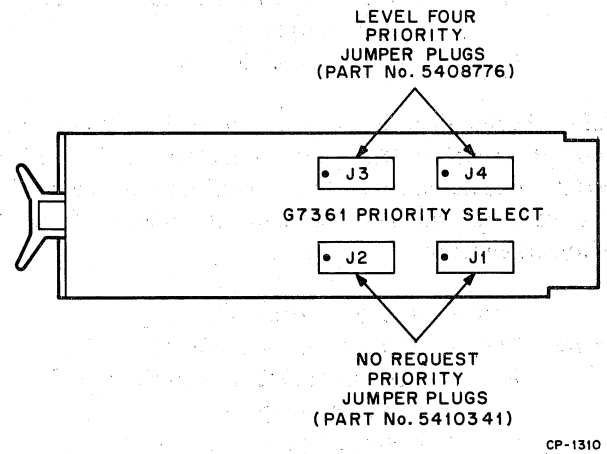 LEVEL FOUR
PRIORITY
JUMPER PLUGS
(PART No. 5408776)
J3
J4
G7361 PRIORITY SELECT
J2
J1
NO REQUEST
PRIORITY
JUMPER PLUGS
(PART No. 5410341)
CP-1310